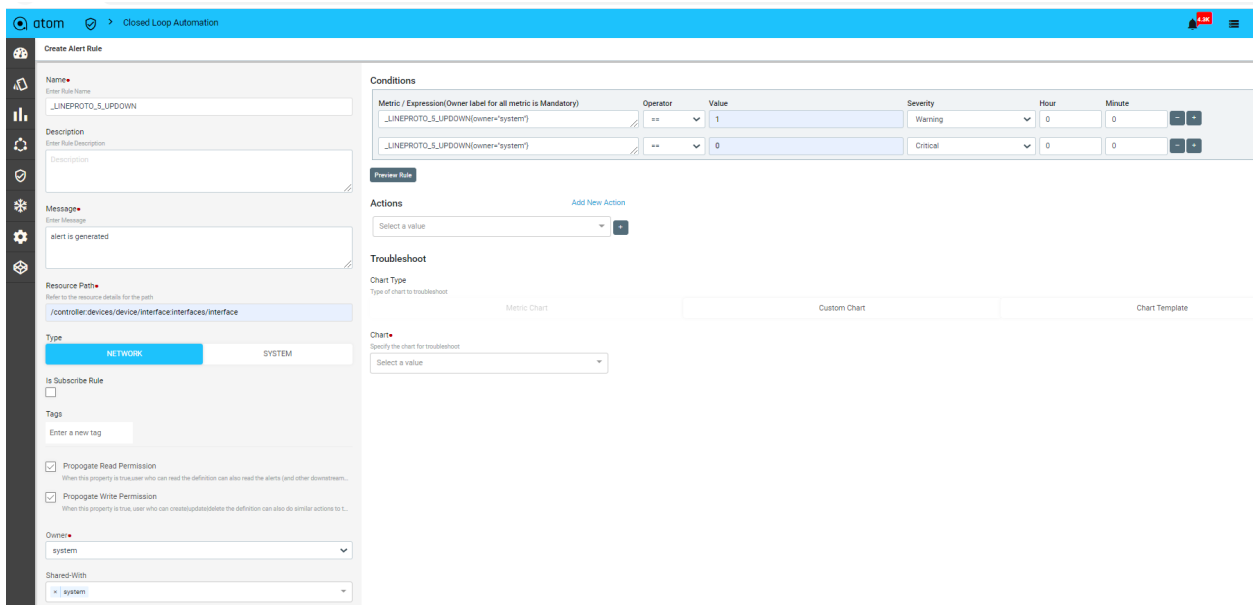 atom
Closed Loop Automation
4.3K
Create Alert Rule
Name•
Enter Rule Name
_LINEPROTO_5_UPDOWN
Description
Enter Rule Description
Description
Message•
Enter Message
alert is generated
Resource Path•
Refer to the resource details for the path
/controller:devices/device/interface:interfaces/interface
Type
NETWORK SYSTEM
Is Subscribe Rule
Tags
Enter a new tag
Propogate Read Permission
When this property is true,user who can read the definition can also read the alerts (and other downstream...
Propogate Write Permission
When this property is true, user who can create|update|delete the definition can also do similar actions to t...
Owner•
system
Shared-With
× system
Conditions
Metric / Expression(Owner label for all metric is Mandatory) Operator Value Severity Hour Minute
_LINEPROTO_5_UPDOWN{owner="system"} == 1 Warning 0 0 - +
_LINEPROTO_5_UPDOWN{owner="system"} == 0 Critical 0 0 - +
Preview Rule
Actions Add New Action
Select a value +
Troubleshoot
Chart Type
Type of chart to troubleshoot
Metric Chart Custom Chart Chart Template
Chart•
Specify the chart for troubleshoot
Select a value